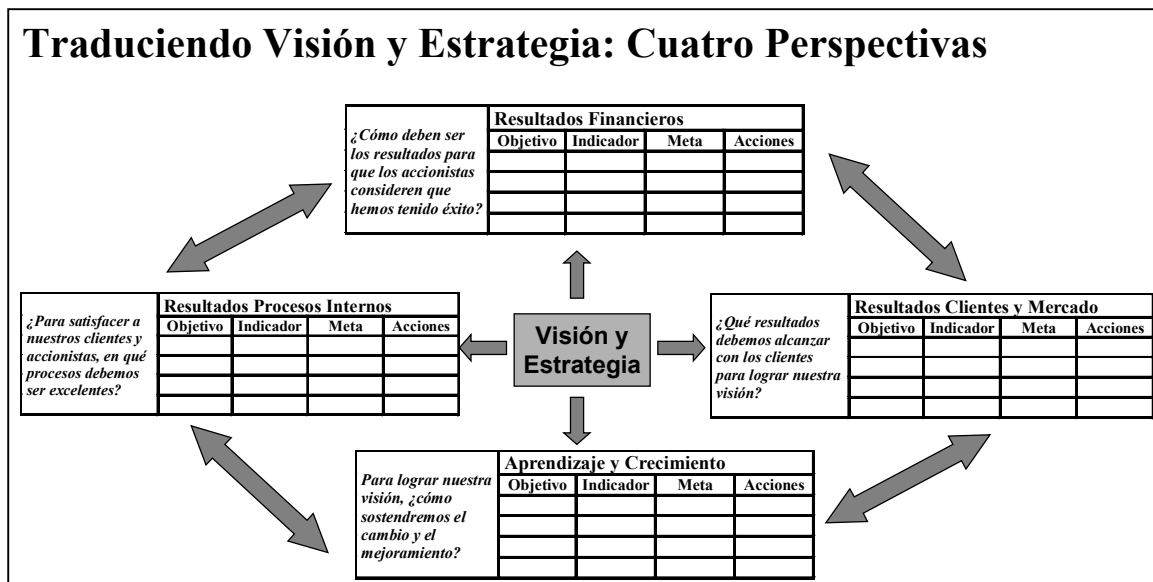 Traduciendo Visión y Estrategia: Cuatro Perspectivas
¿Cómo deben ser
los resultados para
que los accionistas
consideren que
hemos tenido éxito?
Resultados Financieros
Objetivo Indicador Meta Acciones
¿Para satisfacer a
nuestros clientes y
accionistas, en qué
procesos debemos
ser excelentes?
Resultados Procesos Internos
Objetivo Indicador Meta Acciones
Visión y
Estrategia
¿Qué resultados
debemos alcanzar
con los clientes
para lograr nuestra
visión?
Resultados Clientes y Mercado
Objetivo Indicador Meta Acciones
Para lograr nuestra
visión, ¿cómo
sostendremos el
cambio y el
mejoramiento?
Aprendizaje y Crecimiento
Objetivo Indicador Meta Acciones